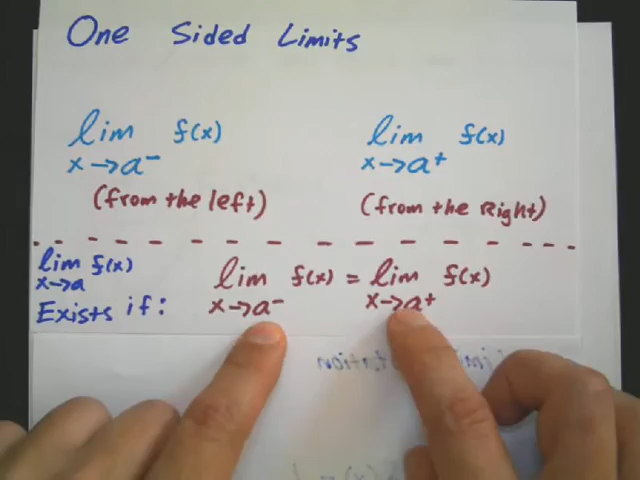 One Sided Limits
lim f(x) lim f(x)
x→a⁻ x→a⁺
(from the left) (from the Right)
lim f(x) lim f(x) = lim f(x)
x→a x→a⁻ x→a⁺
Exists if: